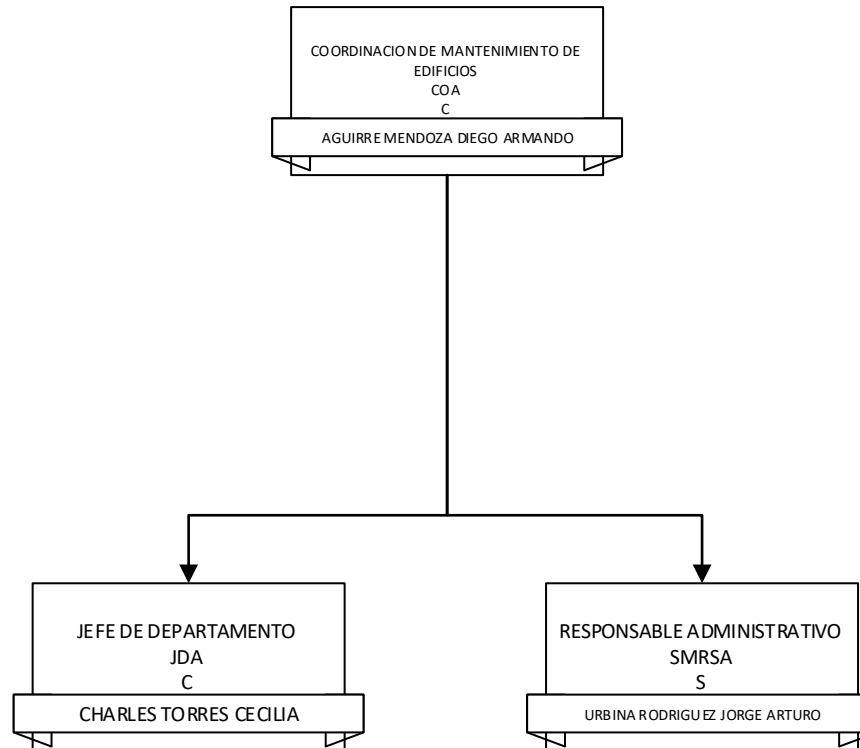 COORDINACION DE MANTENIMIENTO DE
EDIFICIOS
COA
C
AGUIRRE MENDOZA DIEGO ARMANDO
JEFE DE DEPARTAMENTO
JDA
C
CHARLES TORRES CECILIA
RESPONSABLE ADMINISTRATIVO
SMRSA
S
URBINA RODRIGUEZ JORGE ARTURO